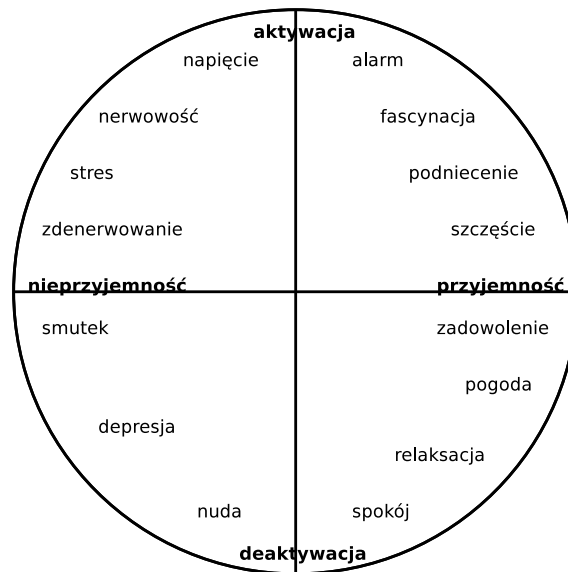 aktywacja
napięcie alarm
nerwowość fascynacja
stres podniecenie
zdenerwowanie szczęście
nieprzyjemność przyjemność
smutek zadowolenie
pogoda
depresja
relaksacja
nuda spokój
deaktywacja